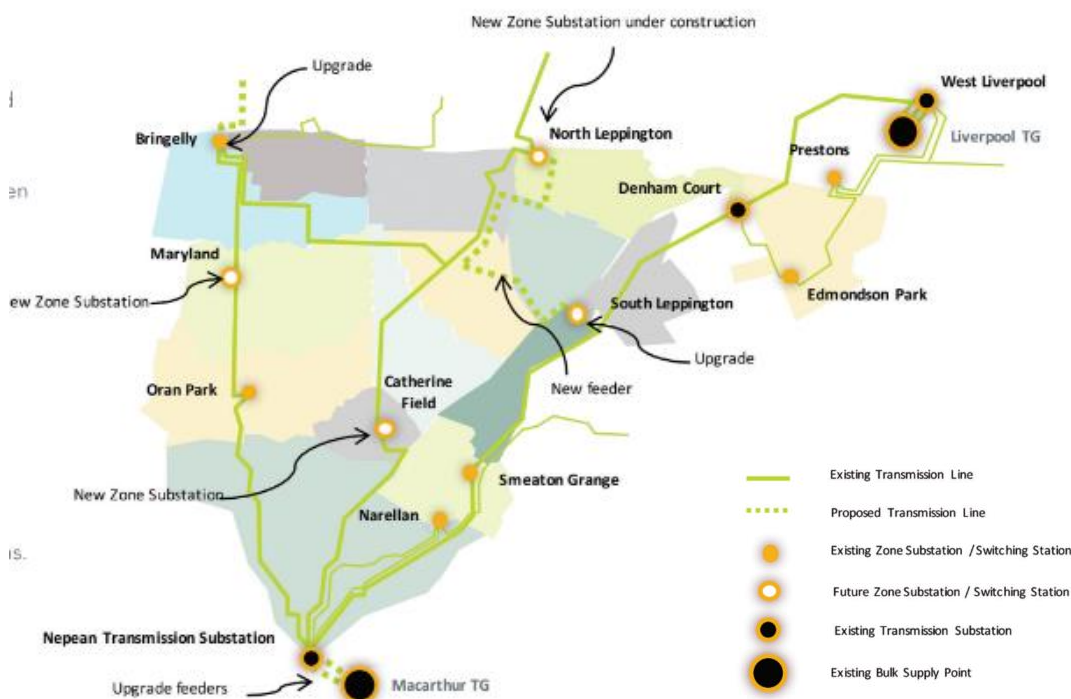 New Zone Substation under construction
Upgrade
West Liverpool
d
Bringelly
North Leppington
Liverpool TG
Prestons
en
Denham Court
Maryland
ew Zone Substation
South Leppington
Edmondson Park
Upgrade
Oran Park
Catherine
Field
New feeder
Smeaton Grange
Existing Transmission Line
New Zone Substation
Narellan
Proposed Transmission Line
us.
Existing Zone Substation / Switching Station
Future Zone Substation / Switching Station
Nepean Transmission Substation
Existing Transmission Substation
Upgrade feeders
Macarthur TG
Existing Bulk Supply Point